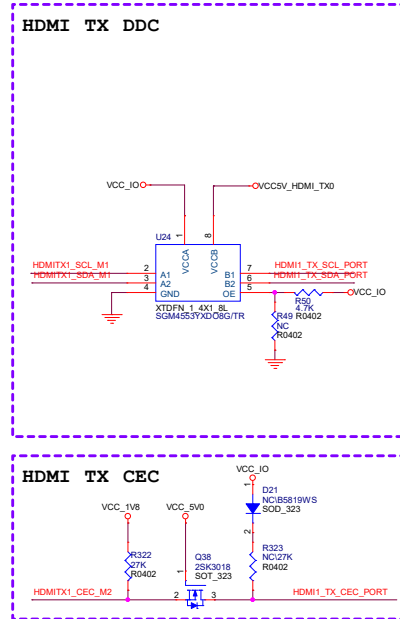 HDMI TX DDC
VCC_IO
VCC5V_HDMI_TX0
1
8
U24
VCCA
VCCB
HDMITX1_SCL_M1
2
A1
B1
7
HDMI1_TX_SCL_PORT
HDMITX1_SDA_M1
3
A2
B2
6
HDMI1_TX_SDA_PORT
4
GND
OE
5
VCC_IO
R50
4.7K
R0402
XTDFN_1_4X1_8L
SGM4553YXDO8G/TR
R49
NC
R0402
HDMI TX CEC
VCC_IO
1
D21
NC\B5819WS
SOD_323
2
VCC_1V8
VCC_5V0
R322
27K
R0402
Q38
2SK3018
SOT_323
R323
NC\27K
R0402
1
HDMITX1_CEC_M2
2
3
HDMI1_TX_CEC_PORT